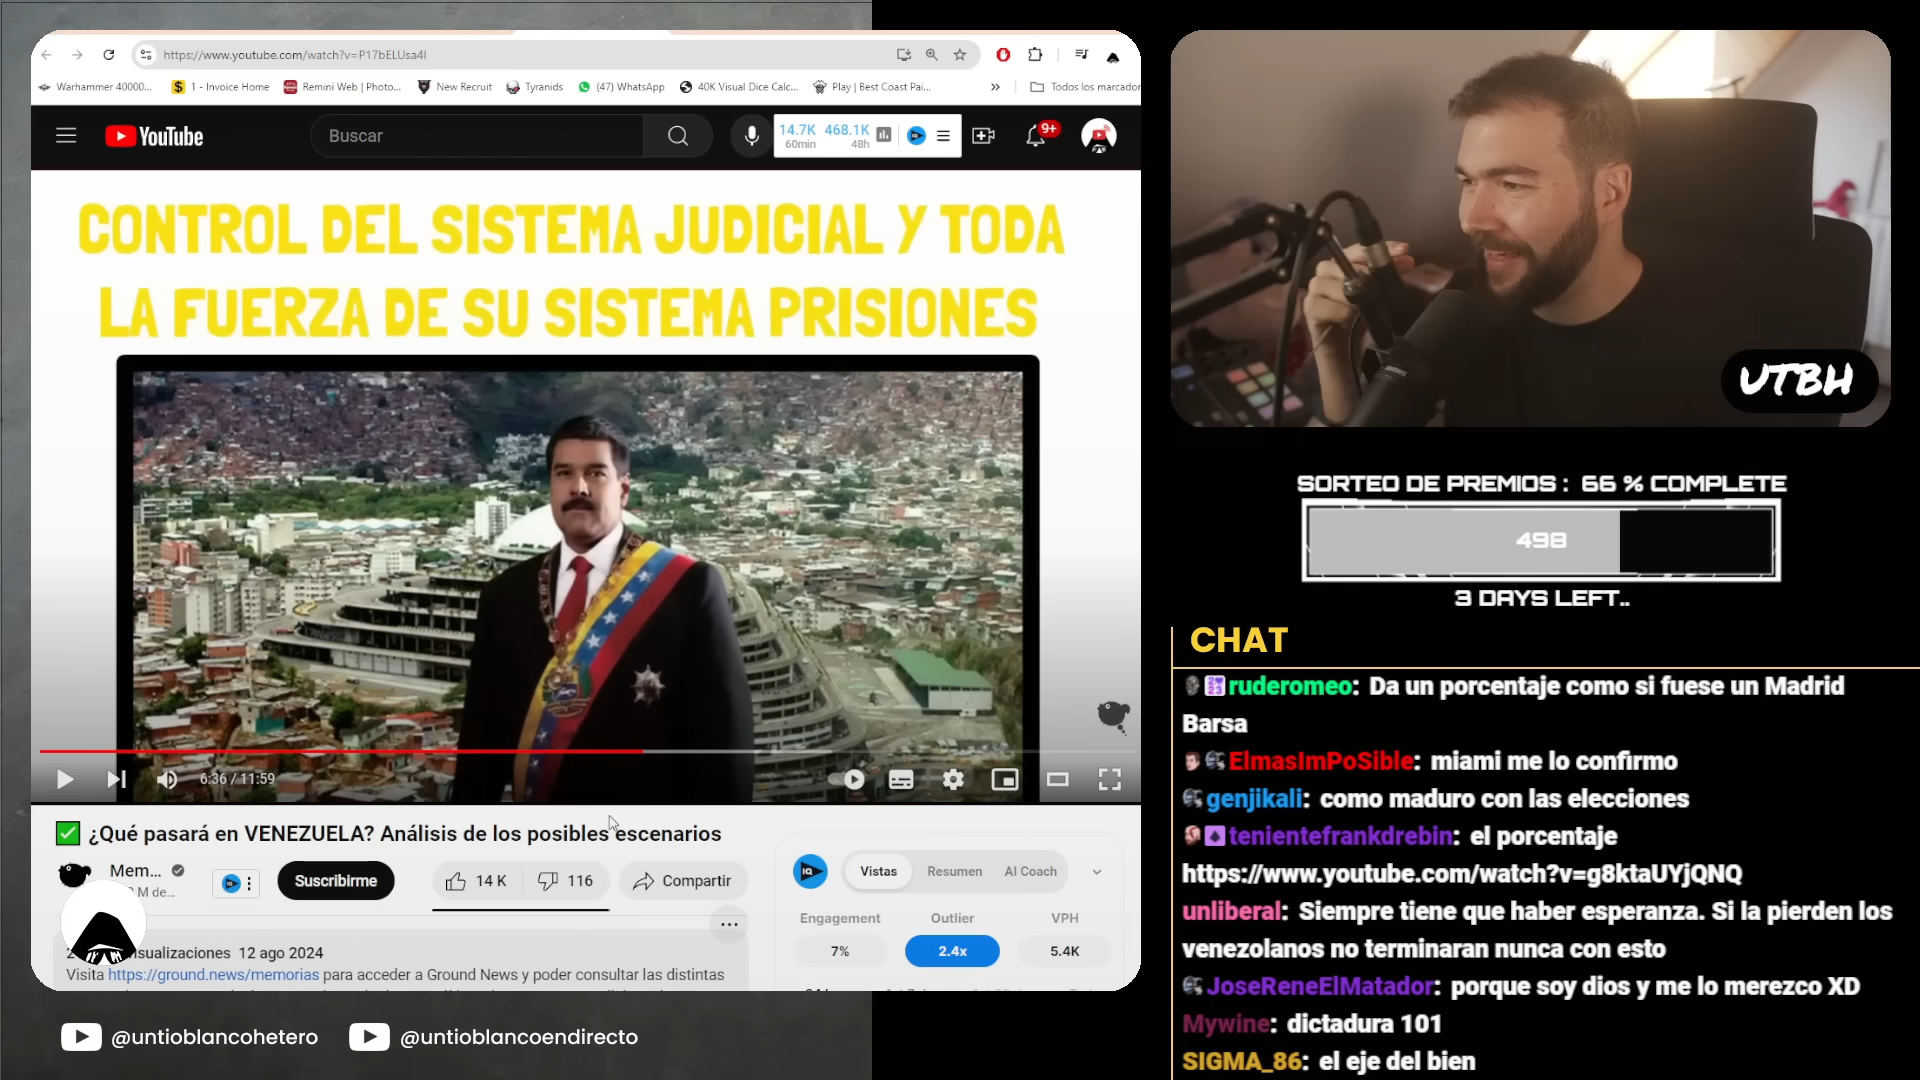 https://www.youtube.com/watch?v=P17bELUsa4I
Warhammer 40000... 1 - Invoice Home Remini Web | Photo... New Recruit Tyranids (47) WhatsApp 40K Visual Dice Calc... Play | Best Coast Pai... » Todos los marcador
YouTube Buscar 14.7K 60min 468.1K 48h 9+
CONTROL DEL SISTEMA JUDICIAL Y TODA
LA FUERZA DE SU SISTEMA PRISIONES
6:36 / 11:59
¿Qué pasará en VENEZUELA? Análisis de los posibles escenarios
Mem...
M de...
Suscribirme 14 K 116 Compartir
12 ago 2024
Visita https://ground.news/memorias para acceder a Ground News y poder consultar las distintas
IQ Vistas Resumen AI Coach
Engagement Outlier VPH
7% 2.4x 5.4K
@untioblancohetero @untioblancoendirecto
UTBH
SORTEO DE PREMIOS : 66 % COMPLETE
498
3 DAYS LEFT..
CHAT
ruderomeo: Da un porcentaje como si fuese un Madrid
Barsa
ElmasImPoSible: miami me lo confirmo
genjikali: como maduro con las elecciones
tenientefrankdrebin: el porcentaje
https://www.youtube.com/watch?v=g8ktaUYjQNQ
unliberal: Siempre tiene que haber esperanza. Si la pierden los
venezolanos no terminaran nunca con esto
JoseReneElMatador: porque soy dios y me lo merezco XD
Mywine: dictadura 101
SIGMA_86: el eje del bien